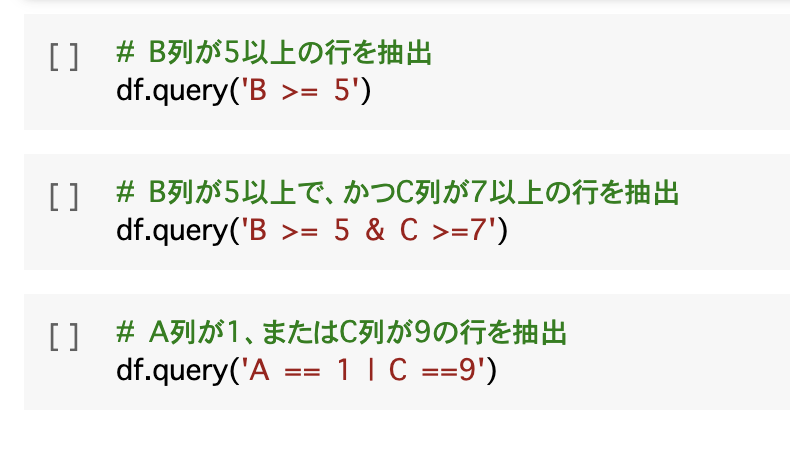 [ ] # B列が5以上の行を抽出
df.query('B >= 5')
[ ] # B列が5以上で、かつC列が7以上の行を抽出
df.query('B >= 5 & C >=7')
[ ] # A列が1、またはC列が9の行を抽出
df.query('A == 1 | C ==9')